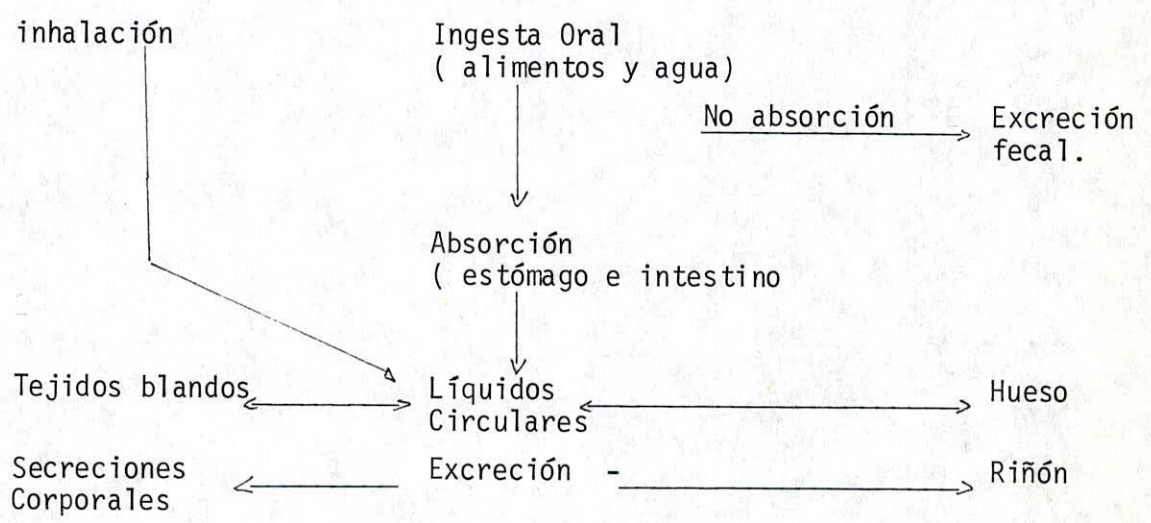 inhalación
Ingesta Oral
( alimentos y agua)
No absorción
Excreción
fecal.
Absorción
( estómago e intestino
Tejidos blandos
Líquidos
Circulares
Hueso
Secreciones
Corporales
Excreción -
Riñón